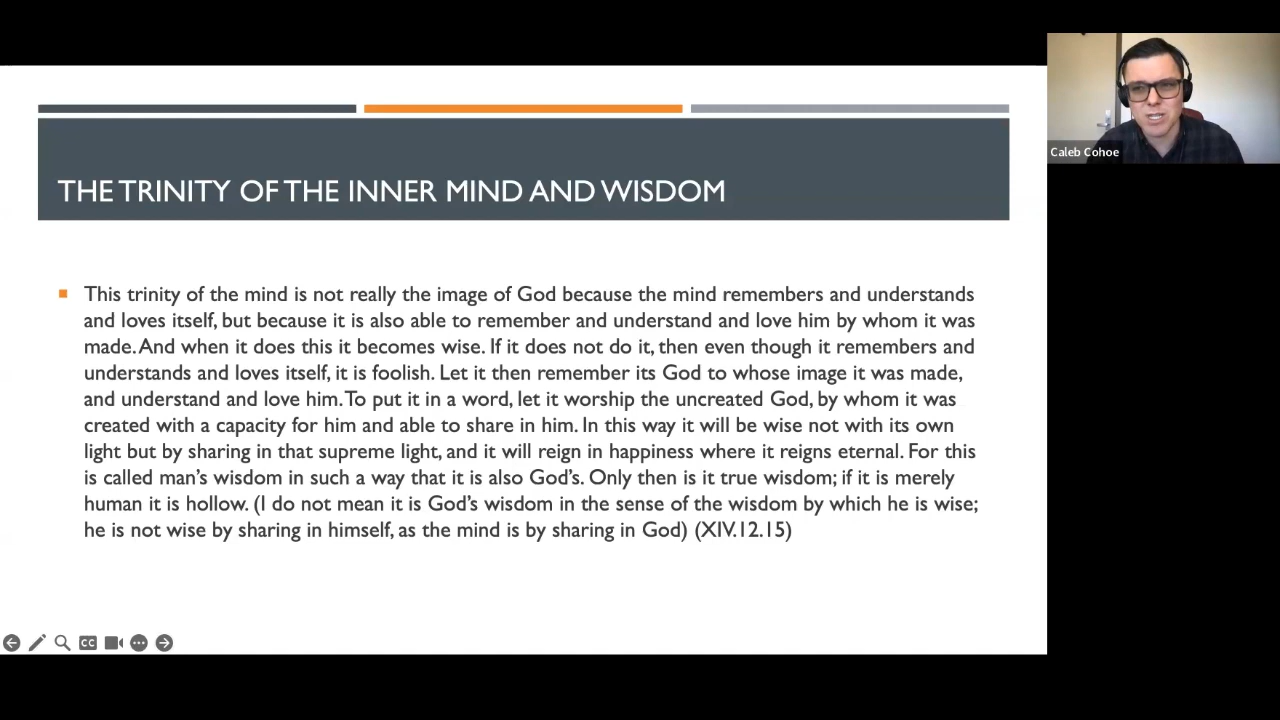 THE TRINITY OF THE INNER MIND AND WISDOM
This trinity of the mind is not really the image of God because the mind remembers and understands
and loves itself, but because it is also able to remember and understand and love him by whom it was
made. And when it does this it becomes wise. If it does not do it, then even though it remembers and
understands and loves itself, it is foolish. Let it then remember its God to whose image it was made,
and understand and love him. To put it in a word, let it worship the uncreated God, by whom it was
created with a capacity for him and able to share in him. In this way it will be wise not with its own
light but by sharing in that supreme light, and it will reign in happiness where it reigns eternal. For this
is called man's wisdom in such a way that it is also God's. Only then is it true wisdom; if it is merely
human it is hollow. (I do not mean it is God's wisdom in the sense of the wisdom by which he is wise;
he is not wise by sharing in himself, as the mind is by sharing in God) (XIV.12.15)
Caleb Cohoe
CC